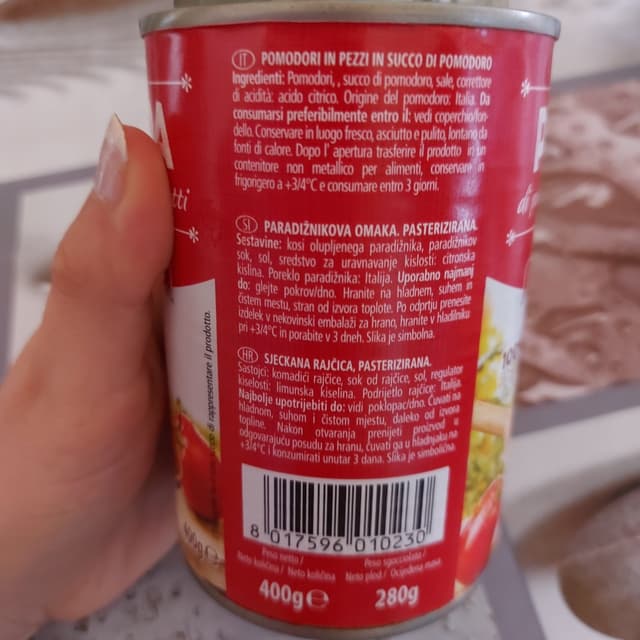 IT POMODORI IN PEZZI IN SUCCO DI POMODORO
Ingredienti: Pomodori, , succo di pomodoro, sale, correttore
di acidità: acido citrico. Origine del pomodoro: Italia. Da
consumarsi preferibilmente entro il: vedi coperchio/fon-
dello. Conservare in luogo fresco, asciutto e pulito, lontano da
fonti di calore. Dopo l' apertura trasferire il prodotto in un
contenitore non metallico per alimenti, conservare in
frigorigero a +3/4°C e consumare entro 3 giorni.
SI PARADIŽNIKOVA OMAKA. PASTERIZIRANA.
Sestavine: kosi olupljenega paradižnika, paradižnikov
sok, sol, sredstvo za uravnavanje kislosti: citronska
kislina. Poreklo paradižnika: Italija. Uporabno najmanj
do: glejte pokrov/dno. Hranite na hladnem, suhem in
čistem mestu, stran od izvora toplote. Po odprtju prenesite
izdelek v nekovinski embalaži za hrano, hranite v hladilniku
pri +3/4°C in porabite v 3 dneh. Slika je simbolna.
HR SJECKANA RAJČICA, PASTERIZIRANA.
Sastojci: komadići rajčice, sok od rajčice, sol, regulator
kiselosti: limunska kiselina. Podrijetlo rajčice: Italija.
Najbolje upotrijebiti do: vidi poklopac/dno. Čuvati na
hladnom, suhom i čistom mjestu, daleko od izvora
topline. Nakon otvaranja prenijeti proizvod u
odgovarajuću posudu za hranu, čuvati ga u hladnjaku na
+3/4°C i konzumirati unutar 3 dana. Slika je simbolična.
8 017596 010230
Peso netto /
Neto količina / Neto količina
400g e
Peso sgocciolato /
Neto plod / Ocijeđena masa
280g
di rappresentare il prodotto.
400g e